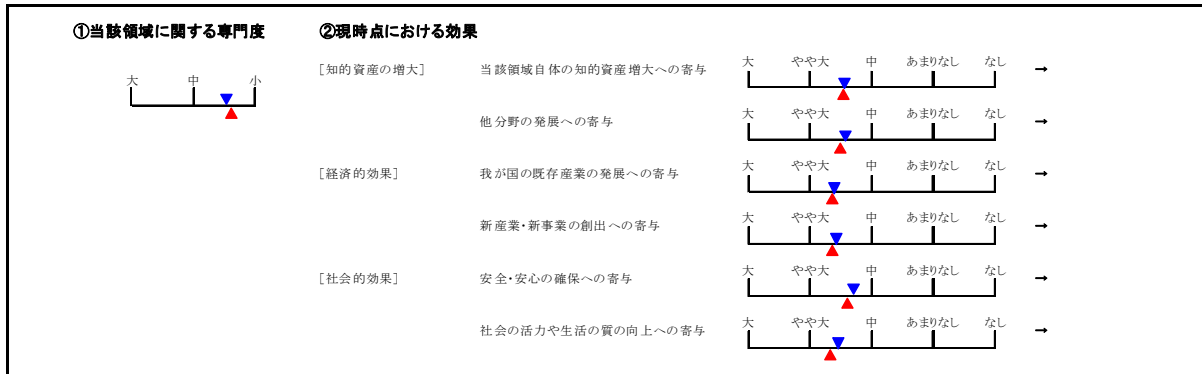 ①当該領域に関する専門度
大 中 小
②現時点における効果
[知的資産の増大] 当該領域自体の知的資産増大への寄与 大 やや大 中 あまりなし なし →
他分野の発展への寄与 大 やや大 中 あまりなし なし →
[経済的効果] 我が国の既存産業の発展への寄与 大 やや大 中 あまりなし なし →
新産業・新事業の創出への寄与 大 やや大 中 あまりなし なし →
[社会的効果] 安全・安心の確保への寄与 大 やや大 中 あまりなし なし →
社会の活力や生活の質の向上への寄与 大 やや大 中 あまりなし なし →